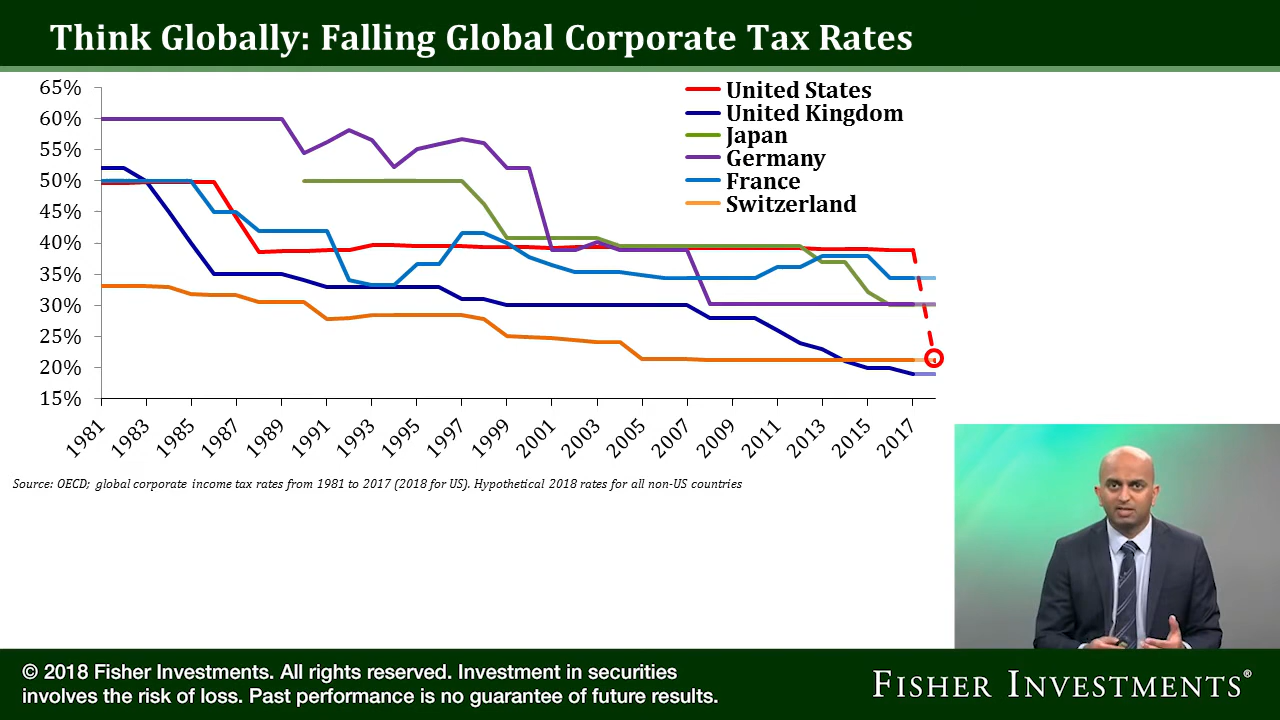 Think Globally: Falling Global Corporate Tax Rates
65%
60%
55%
50%
45%
40%
35%
30%
25%
20%
15%
United States
United Kingdom
Japan
Germany
France
Switzerland
1981
1983
1985
1987
1989
1991
1993
1995
1997
1999
2001
2003
2005
2007
2009
2011
2013
2015
2017
Source: OECD; global corporate income tax rates from 1981 to 2017 (2018 for US). Hypothetical 2018 rates for all non-US countries
© 2018 Fisher Investments. All rights reserved. Investment in securities
involves the risk of loss. Past performance is no guarantee of future results.
FISHER INVESTMENTS®